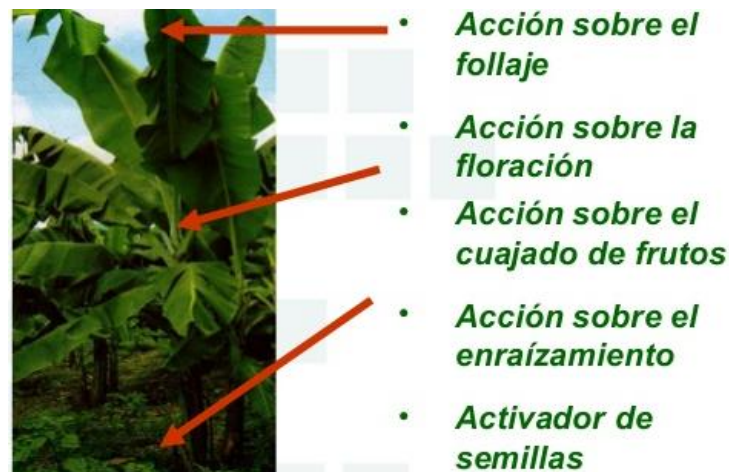 • Acción sobre el
follaje
• Acción sobre la
floración
• Acción sobre el
cuajado de frutos
• Acción sobre el
enraízamiento
• Activador de
semillas